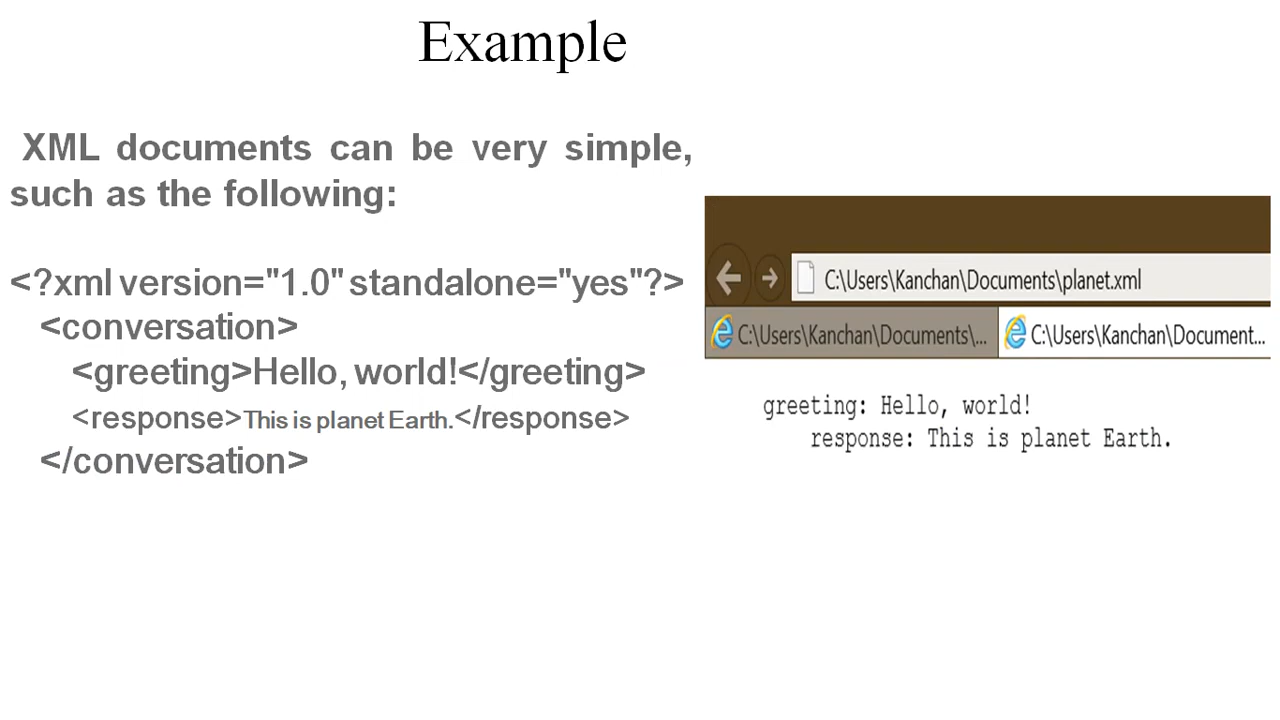 Example
XML documents can be very simple,
such as the following:
<?xml version="1.0" standalone="yes"?>
<conversation>
<greeting>Hello, world!</greeting>
<response>This is planet Earth.</response>
</conversation>
C:\Users\Kanchan\Documents\planet.xml
C:\Users\Kanchan\Documents\...
C:\Users\Kanchan\Document...
greeting: Hello, world!
response: This is planet Earth.